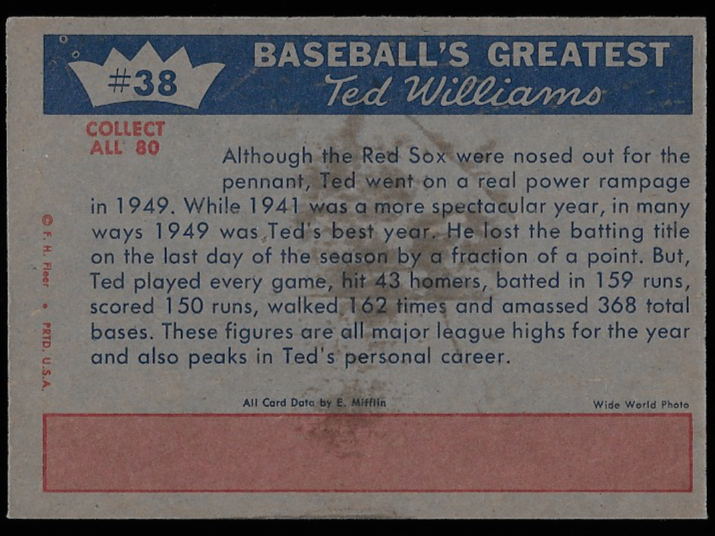 #38
BASEBALL'S GREATEST
Ted Williams
COLLECT
ALL 80
Although the Red Sox were nosed out for the
pennant, Ted went on a real power rampage
in 1949. While 1941 was a more spectacular year, in many
ways 1949 was Ted's best year. He lost the batting title
on the last day of the season by a fraction of a point. But,
Ted played every game, hit 43 homers, batted in 159 runs,
scored 150 runs, walked 162 times and amassed 368 total
bases. These figures are all major league highs for the year
and also peaks in Ted's personal career.
© F. H. Fleer • PRTD. U.S.A.
All Card Data by E. Mifflin
Wide World Photo